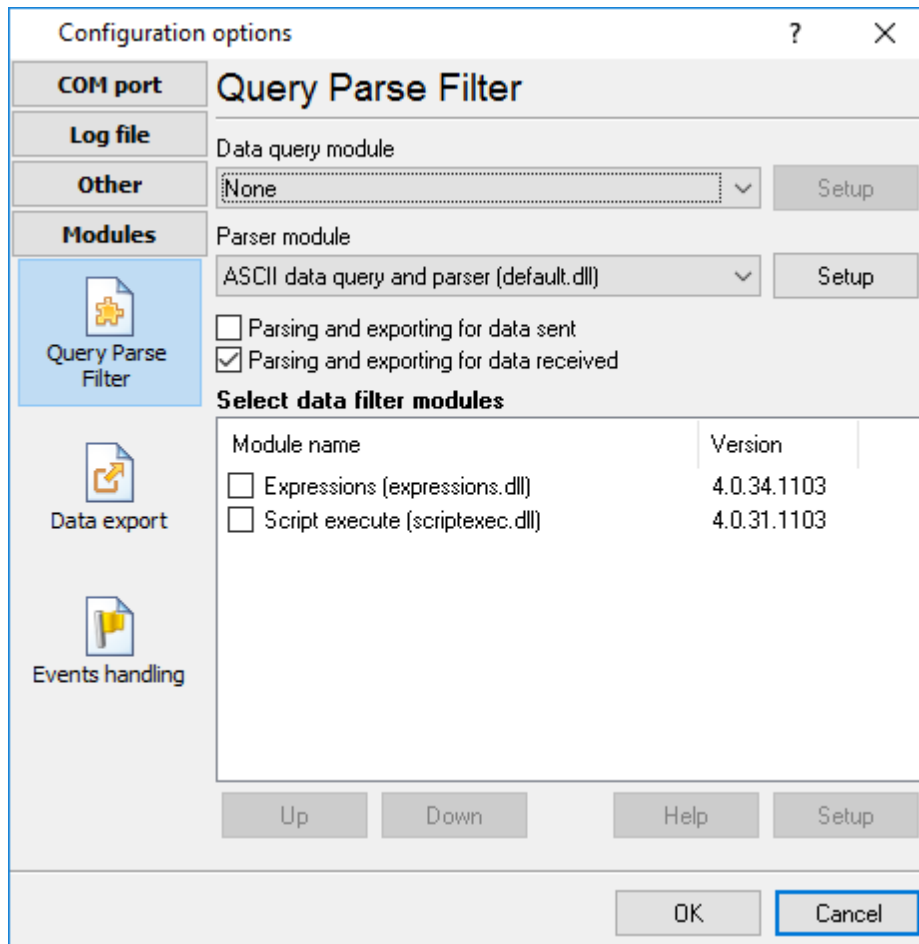 Configuration options
?
COM port
Log file
Other
Modules
Query Parse
Filter
Data export
Events handling
Query Parse Filter
Data query module
None
Setup
Parser module
ASCII data query and parser (default.dll)
Setup
Parsing and exporting for data sent
Parsing and exporting for data received
Select data filter modules
Module name Version
Expressions (expressions.dll) 4.0.34.1103
Script execute (scriptexec.dll) 4.0.31.1103
Up Down Help Setup
OK Cancel